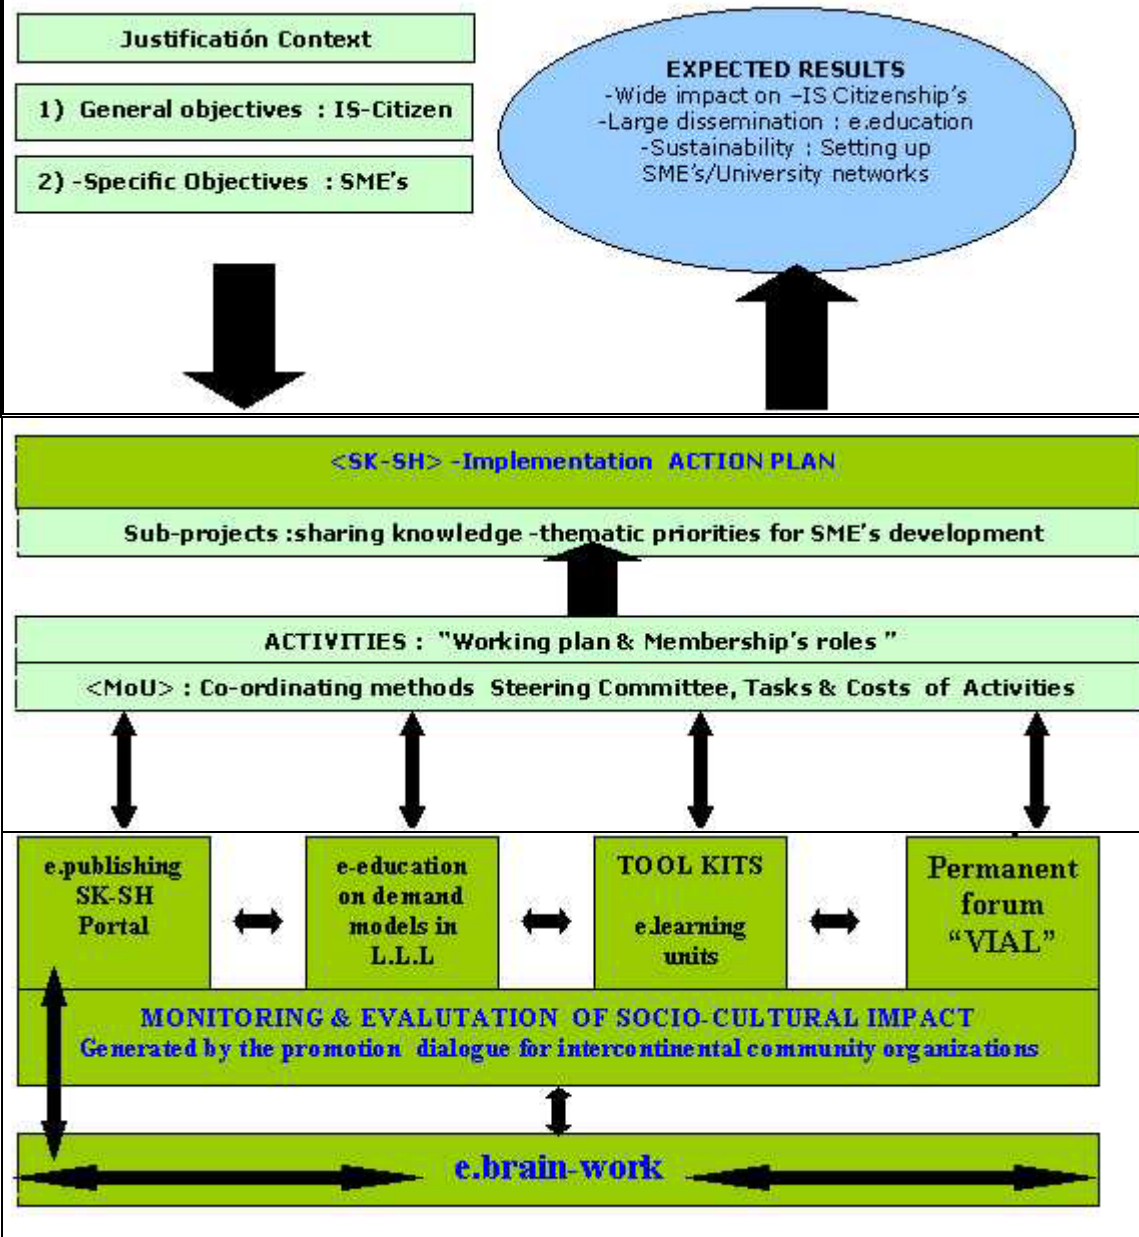 Justificatión Context
1) General objectives : IS-Citizen
2) -Specific Objectives : SME's
EXPECTED RESULTS
-Wide impact on –IS Citizenship's
-Large dissemination : e.education
-Sustainability : Setting up
SME's/University networks
<SK-SH> -Implementation ACTION PLAN
Sub-projects :sharing knowledge -thematic priorities for SME's development
ACTIVITIES : "Working plan & Membership's roles "
<MoU> : Co-ordinating methods Steering Committee, Tasks & Costs of Activities
e.publishing
SK-SH
Portal
e-education
on demand
models in
L.L.L
TOOL KITS
e.learning
units
Permanent
forum
“VIAL”
MONITORING & EVALUTATION OF SOCIO-CULTURAL IMPACT
Generated by the promotion dialogue for intercontinental community organizations
e.brain-work